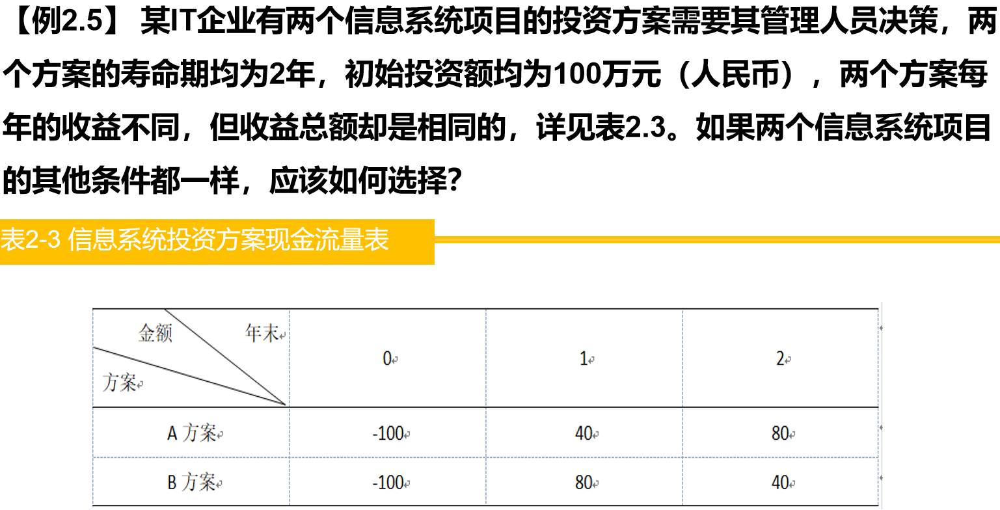 【例2.5】 某IT企业有两个信息系统项目的投资方案需要其管理人员决策，两
个方案的寿命期均为2年，初始投资额均为100万元（人民币），两个方案每
年的收益不同，但收益总额却是相同的，详见表2.3。如果两个信息系统项目
的其他条件都一样，应该如何选择？
表2-3 信息系统投资方案现金流量表
金额 年末
方案 0 1 2
A 方案 -100 40 80
B 方案 -100 80 40